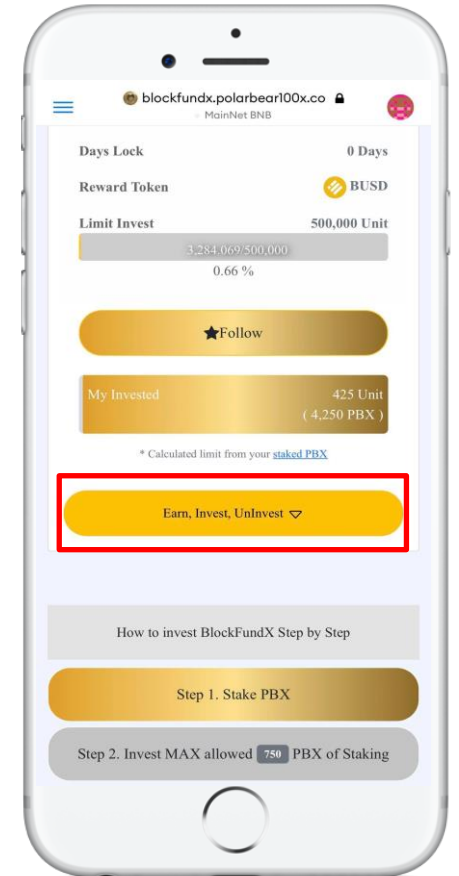 blockfundx.polarbear100x.co
MainNet BNB
Days Lock 0 Days
Reward Token BUSD
Limit Invest 500,000 Unit
3,284.069/500,000
0.66 %
★Follow
My Invested 425 Unit
( 4,250 PBX )
* Calculated limit from your staked PBX
Earn, Invest, UnInvest ▽
How to invest BlockFundX Step by Step
Step 1. Stake PBX
Step 2. Invest MAX allowed 750 PBX of Staking